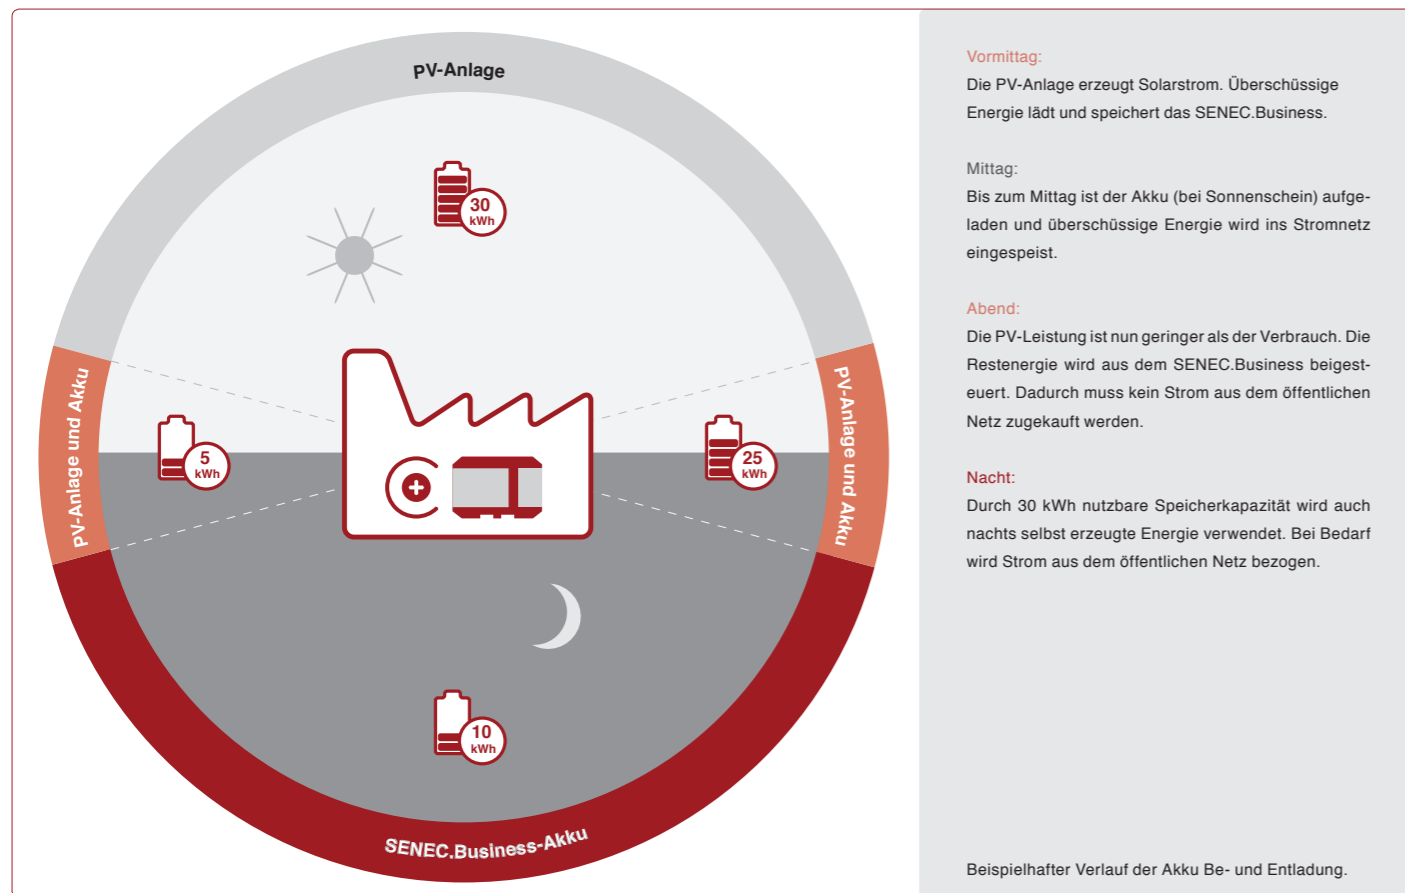 PV-Anlage
30
kWh
PV-Anlage und Akku
5
kWh
25
kWh
PV-Anlage und Akku
10
kWh
SENEC.Business-Akku
Vormittag:
Die PV-Anlage erzeugt Solarstrom. Überschüssige
Energie lädt und speichert das SENEC.Business.
Mittag:
Bis zum Mittag ist der Akku (bei Sonnenschein) aufge-
laden und überschüssige Energie wird ins Stromnetz
eingespeist.
Abend:
Die PV-Leistung ist nun geringer als der Verbrauch. Die
Restenergie wird aus dem SENEC.Business beigest-
euert. Dadurch muss kein Strom aus dem öffentlichen
Netz zugekauft werden.
Nacht:
Durch 30 kWh nutzbare Speicherkapazität wird auch
nachts selbst erzeugte Energie verwendet. Bei Bedarf
wird Strom aus dem öffentlichen Netz bezogen.
Beispielhafter Verlauf der Akku Be- und Entladung.